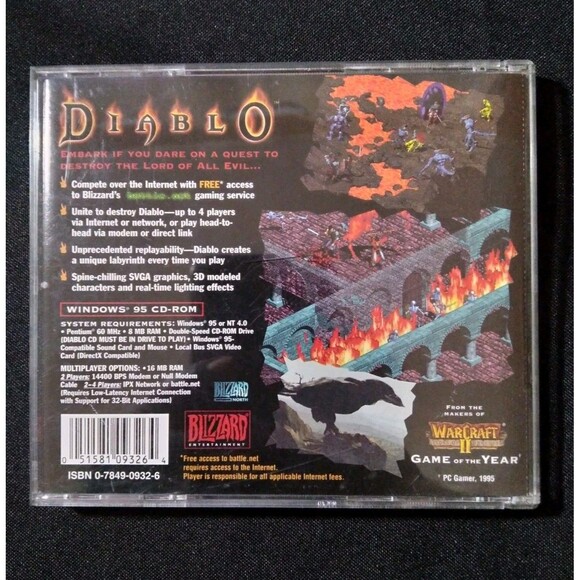 DIABLO™
EMBARK IF YOU DARE ON A QUEST TO
DESTROY THE LORD OF ALL EVIL...
Compete over the Internet with FREE* access
to Blizzard's battle.net gaming service
Unite to destroy Diablo—up to 4 players
via Internet or network, or play head-to-
head via modem or direct link
Unprecedented replayability—Diablo creates
a unique labyrinth every time you play
Spine-chilling SVGA graphics, 3D modeled
characters and real-time lighting effects
WINDOWS® 95 CD-ROM
SYSTEM REQUIREMENTS: Windows® 95 or NT 4.0
• Pentium® 60 MHz • 8 MB RAM • Double-Speed CD-ROM Drive
(DIABLO CD MUST BE IN DRIVE TO PLAY) • Windows® 95-
Compatible Sound Card and Mouse • Local Bus SVGA Video
Card (DirectX Compatible)
MULTIPLAYER OPTIONS: • 16 MB RAM
2 Players: 14400 BPS Modem or Null Modem
Cable 2–4 Players: IPX Network or battle.net
(Requires Low-Latency Internet Connection
with Support for 32-Bit Applications)
BLIZZARD
NORTH
BLIZZARD
ENTERTAINMENT
FROM THE
MAKERS OF
WARCRAFT
II
GAME OF THE YEAR*
* PC Gamer, 1995
*Free access to battle.net
requires access to the Internet.
Player is responsible for all applicable Internet fees.
0 51581 09326 4
ISBN 0-7849-0932-6